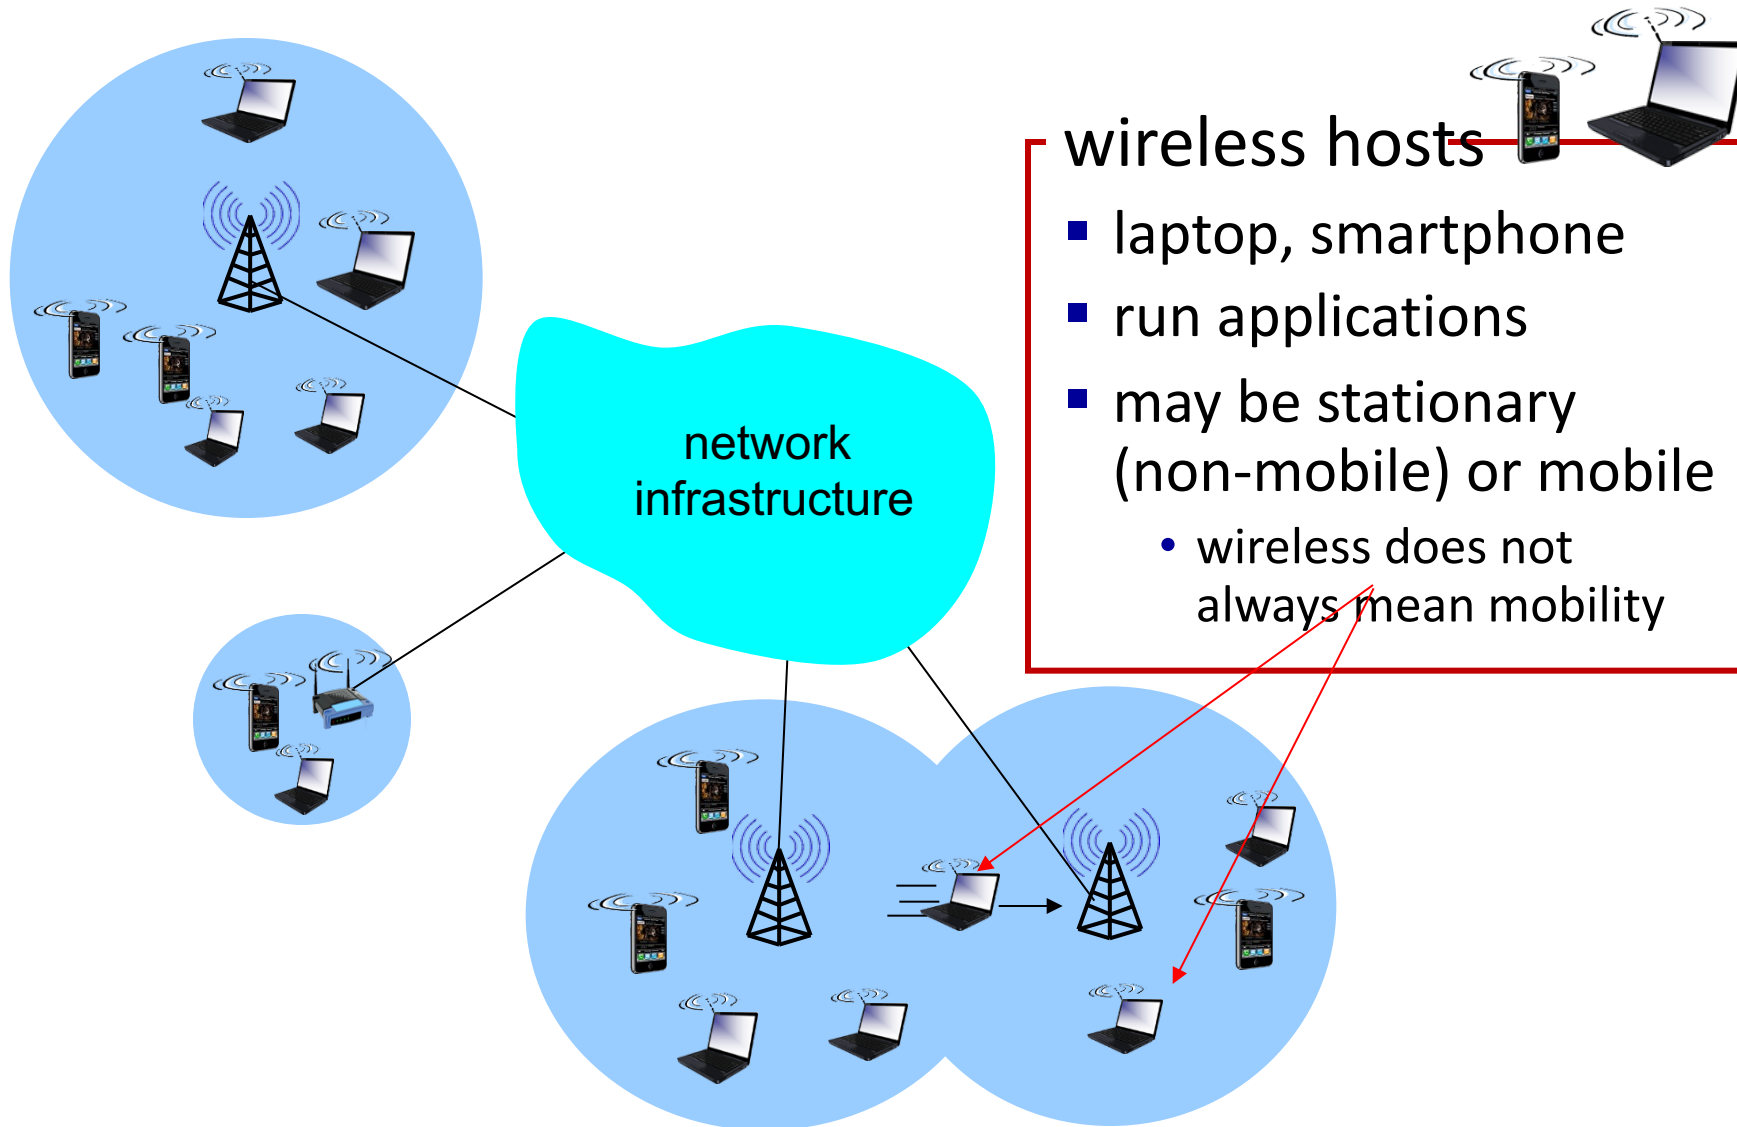 wireless hosts
laptop, smartphone
run applications
may be stationary
(non-mobile) or mobile
wireless does not
always mean mobility
network
infrastructure